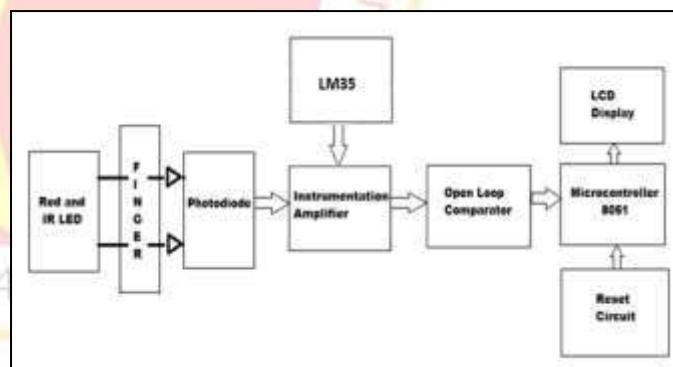 LM35
LCD
Display
Red and
IR LED
F
I
N
G
E
R
Photodiode
Instrumentation
Amplifier
Open Loop
Comparator
Microcontroller
8051
Reset
Circuit